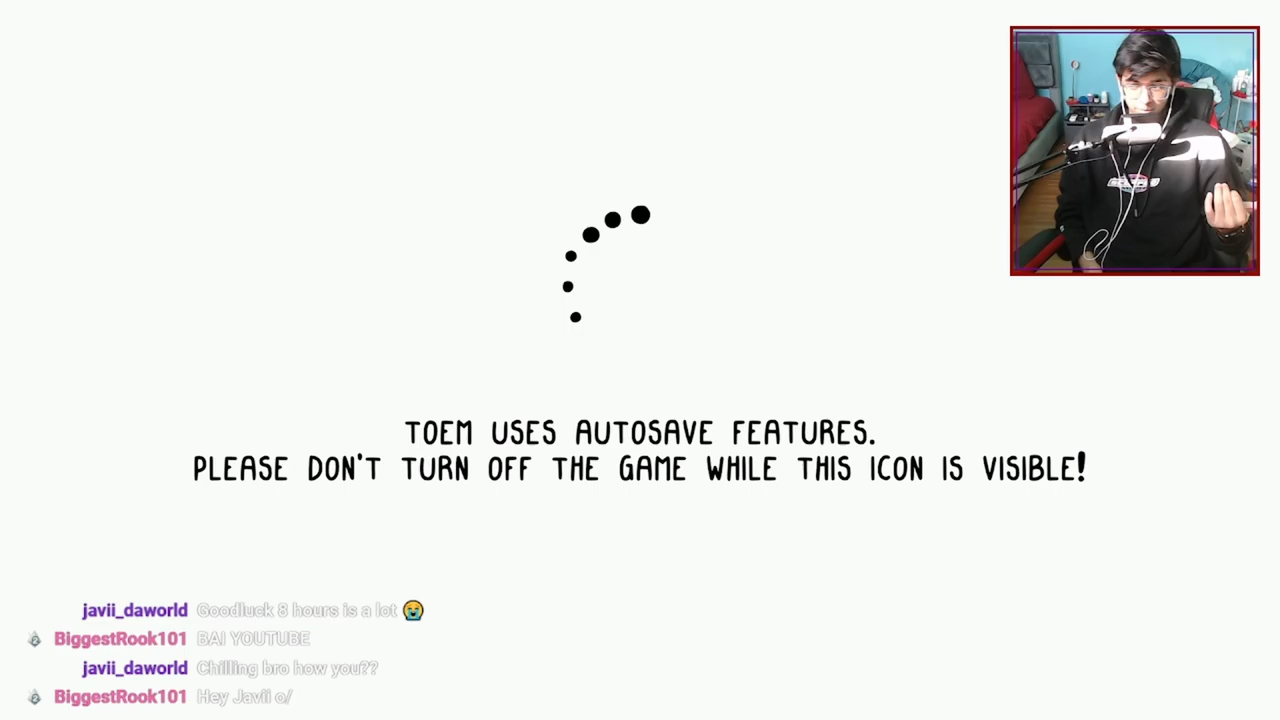 TOEM USES AUTOSAVE FEATURES.
PLEASE DON'T TURN OFF THE GAME WHILE THIS ICON IS VISIBLE!
javii_daworld Goodluck 8 hours is a lot 😭
BiggestRook101 BAI YOUTUBE
javii_daworld Chilling bro how you??
BiggestRook101 Hey Javii o/